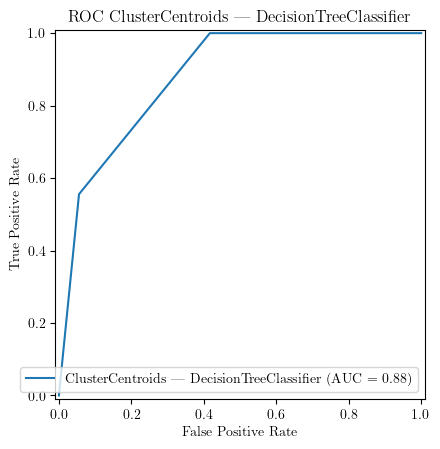 ROC ClusterCentroids — DecisionTreeClassifier
1.0
0.8
0.6
0.4
0.2
0.0
True Positive Rate
ClusterCentroids — DecisionTreeClassifier (AUC = 0.88)
0.0 0.2 0.4 0.6 0.8 1.0
False Positive Rate